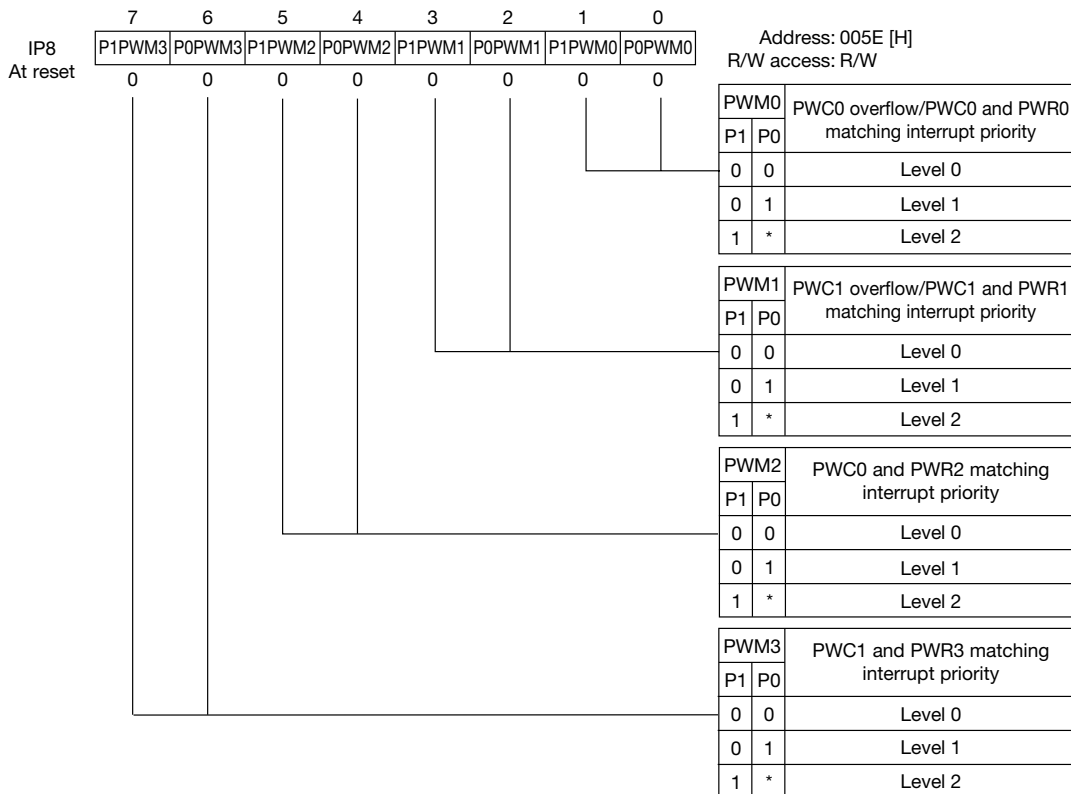 7 6 5 4 3 2 1 0
IP8 P1PWM3 P0PWM3 P1PWM2 P0PWM2 P1PWM1 P0PWM1 P1PWM0 P0PWM0
At reset 0 0 0 0 0 0 0 0
Address: 005E [H]
R/W access: R/W
PWM0 PWC0 overflow/PWC0 and PWR0
matching interrupt priority
P1 P0
0 0 Level 0
0 1 Level 1
1 * Level 2
PWM1 PWC1 overflow/PWC1 and PWR1
matching interrupt priority
P1 P0
0 0 Level 0
0 1 Level 1
1 * Level 2
PWM2 PWC0 and PWR2 matching
interrupt priority
P1 P0
0 0 Level 0
0 1 Level 1
1 * Level 2
PWM3 PWC1 and PWR3 matching
interrupt priority
P1 P0
0 0 Level 0
0 1 Level 1
1 * Level 2